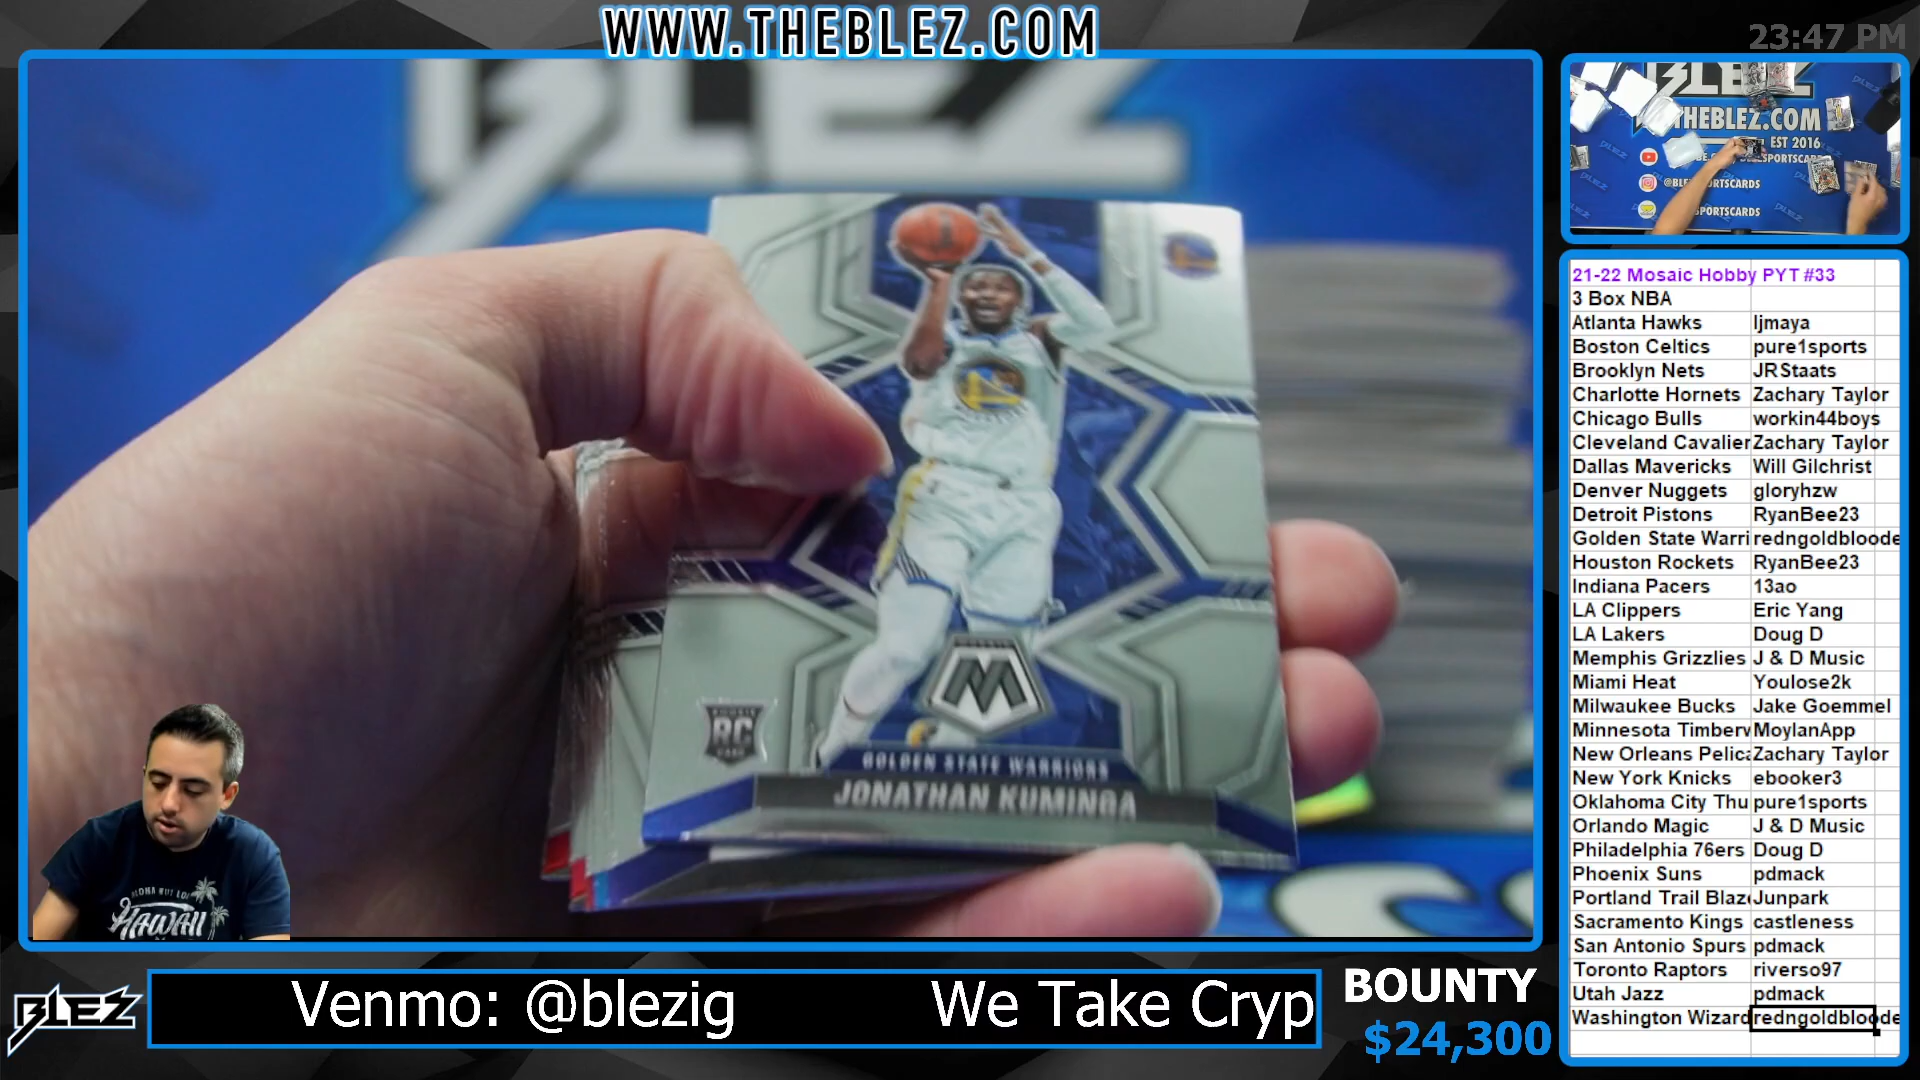 WWW.THEBLEZ.COM
23:47 PM
BLEZ
THEBLEZ.COM
EST 2016
21-22 Mosaic Hobby PYT #33
3 Box NBA
Atlanta Hawks ljmaya
Boston Celtics pure1sports
Brooklyn Nets JRStaats
Charlotte Hornets Zachary Taylor
Chicago Bulls workin44boys
Cleveland Cavalier Zachary Taylor
Dallas Mavericks Will Gilchrist
Denver Nuggets gloryhzw
Detroit Pistons RyanBee23
Golden State Warri redngoldbloode
Houston Rockets RyanBee23
Indiana Pacers 13ao
LA Clippers Eric Yang
LA Lakers Doug D
Memphis Grizzlies J & D Music
Miami Heat Youlose2k
Milwaukee Bucks Jake Goemmel
Minnesota Timberv MoylanApp
New Orleans Pelica Zachary Taylor
New York Knicks ebooker3
Oklahoma City Thu pure1sports
Orlando Magic J & D Music
Philadelphia 76ers Doug D
Phoenix Suns pdmack
Portland Trail Blaze Junpark
Sacramento Kings castleness
San Antonio Spurs pdmack
Toronto Raptors riverso97
Utah Jazz pdmack
Washington Wizard redngoldbloode
M
RC
GOLDEN STATE WARRIORS
JONATHAN KUMINGA
HAWAII
BLEZ
Venmo: @blezig We Take Cryp
BOUNTY
$24,300